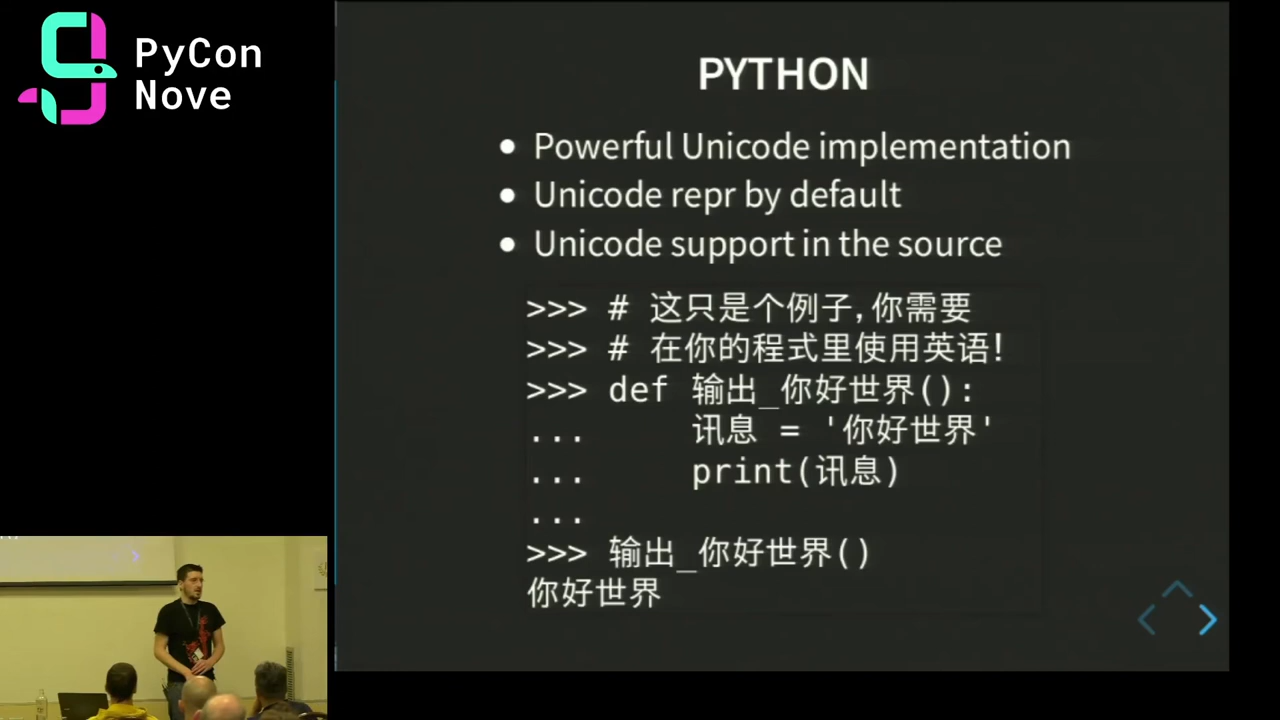 PyCon
Nove
PYTHON
• Powerful Unicode implementation
• Unicode repr by default
• Unicode support in the source
>>> # 这只是个例子,你需要
>>> # 在你的程式里使用英语!
>>> def 输出_你好世界():
...     讯息 = '你好世界'
...     print(讯息)
...
>>> 输出_你好世界()
你好世界